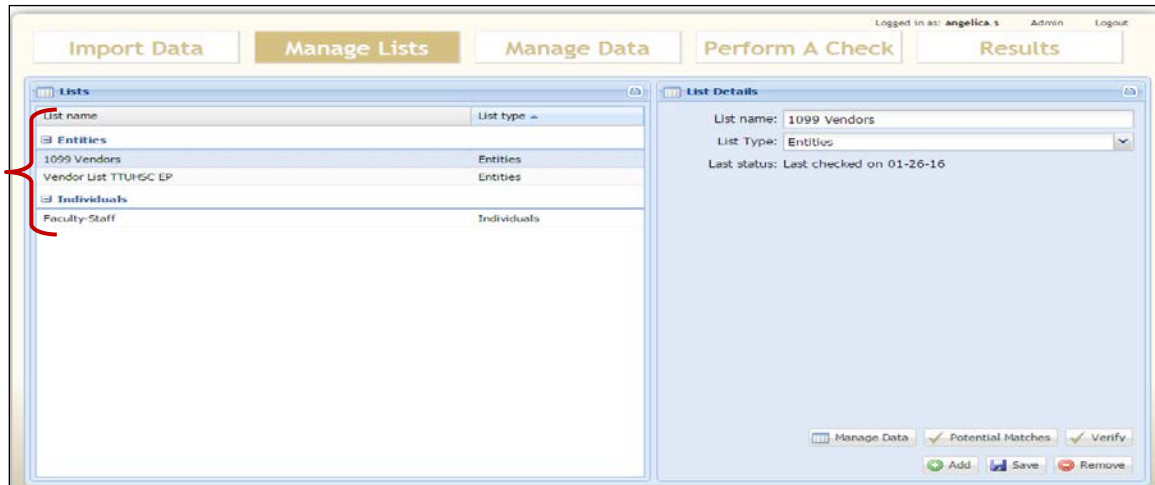 Logged in as: angelica.s Admin Logout
Import Data Manage Lists Manage Data Perform A Check Results
Lists
List name List type
Entities
1099 Vendors Entities
Vendor List TTUHSC EP Entities
Individuals
Faculty-Staff Individuals
List Details
List name: 1099 Vendors
List Type: Entities
Last status: Last checked on 01-26-16
Manage Data Potential Matches Verify
Add Save Remove